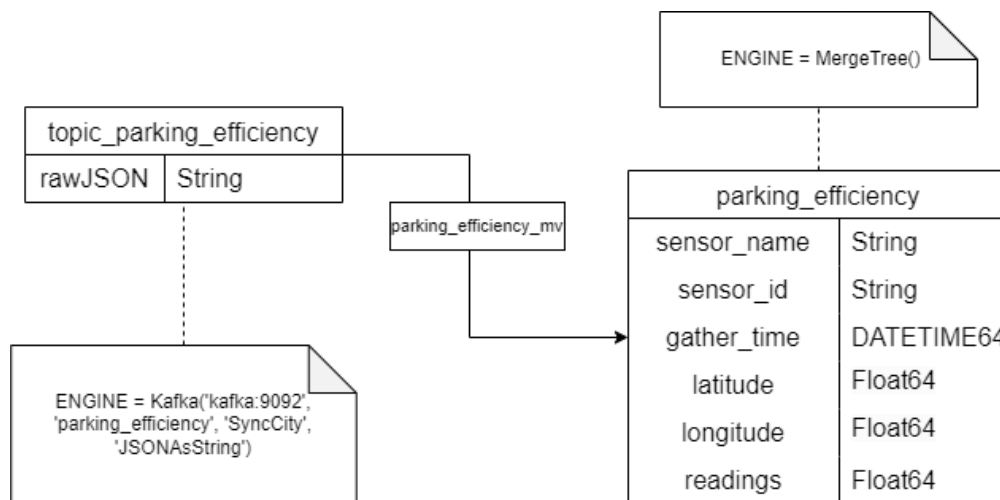 ENGINE = MergeTree()
topic_parking_efficiency
rawJSON String
parking_efficiency_mv
ENGINE = Kafka('kafka:9092',
'parking_efficiency', 'SyncCity',
'JSONAsString')
parking_efficiency
sensor_name String
sensor_id String
gather_time DATETIME64
latitude Float64
longitude Float64
readings Float64